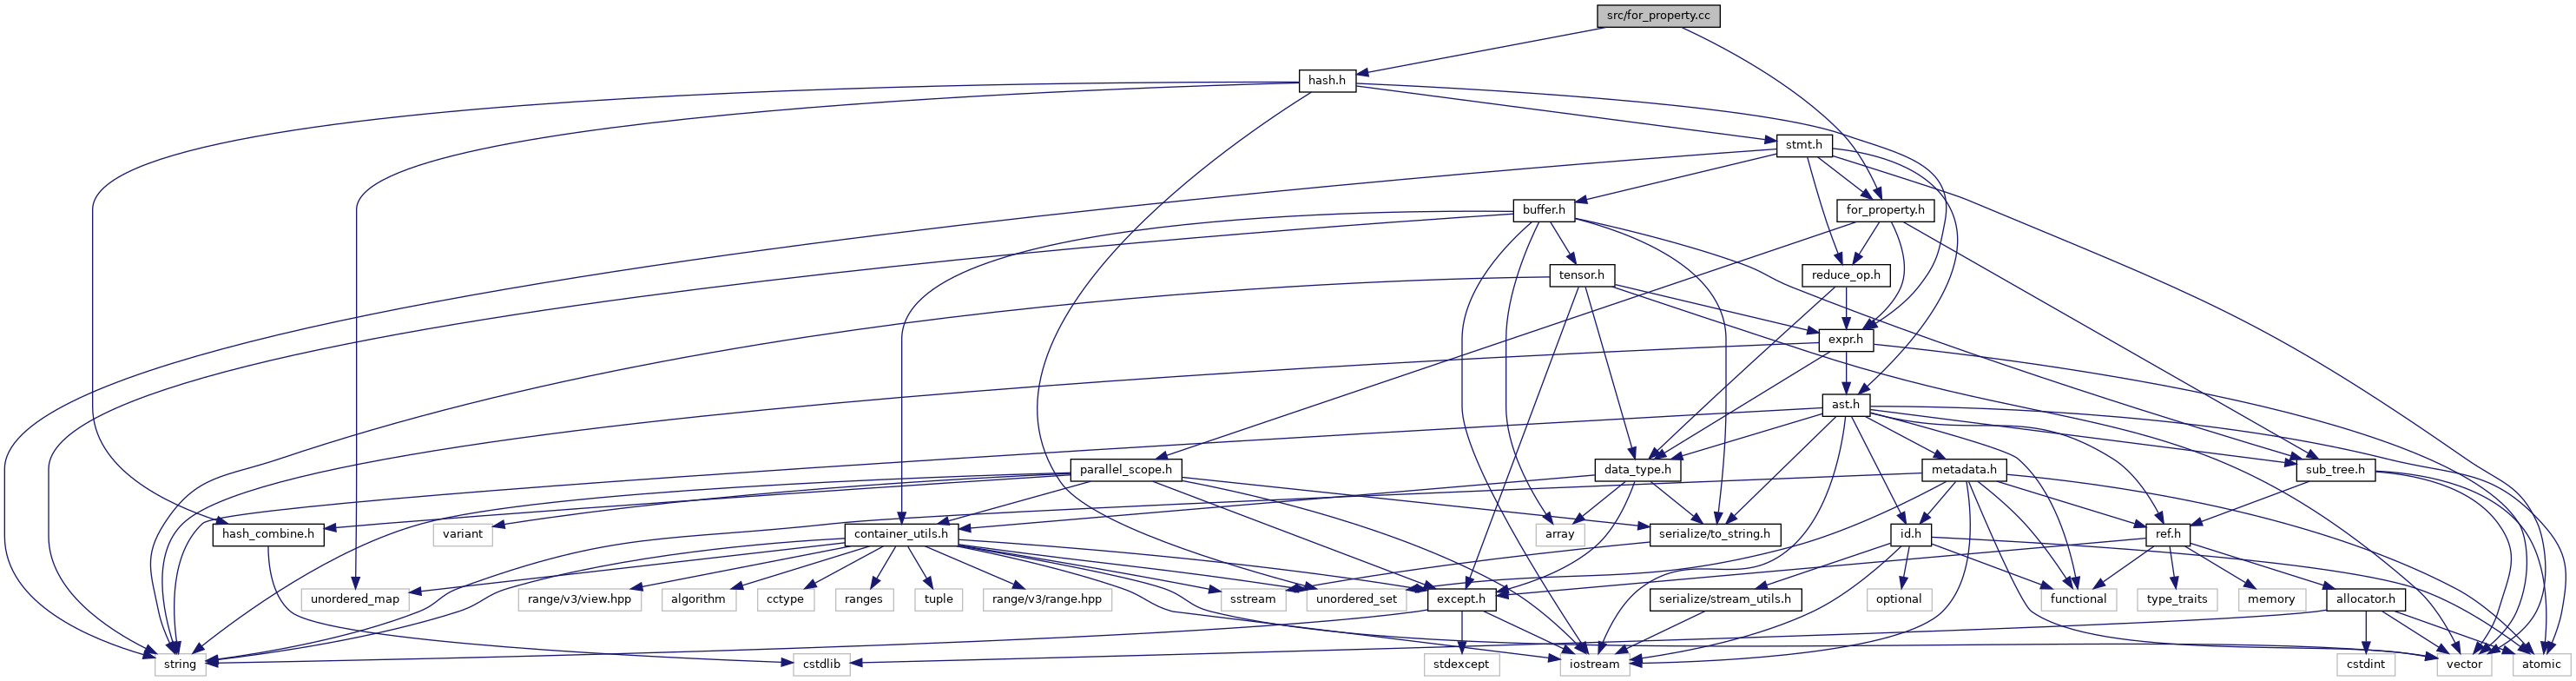 src/for_property.cc
hash.h
stmt.h
buffer.h
for_property.h
tensor.h
reduce_op.h
expr.h
ast.h
parallel_scope.h
data_type.h
metadata.h
sub_tree.h
hash_combine.h
variant
container_utils.h
array
serialize/to_string.h
id.h
ref.h
unordered_map
range/v3/view.hpp
algorithm
cctype
ranges
tuple
range/v3/range.hpp
sstream
unordered_set
except.h
serialize/stream_utils.h
optional
functional
type_traits
memory
allocator.h
string
cstdlib
stdexcept
iostream
cstdint
vector
atomic